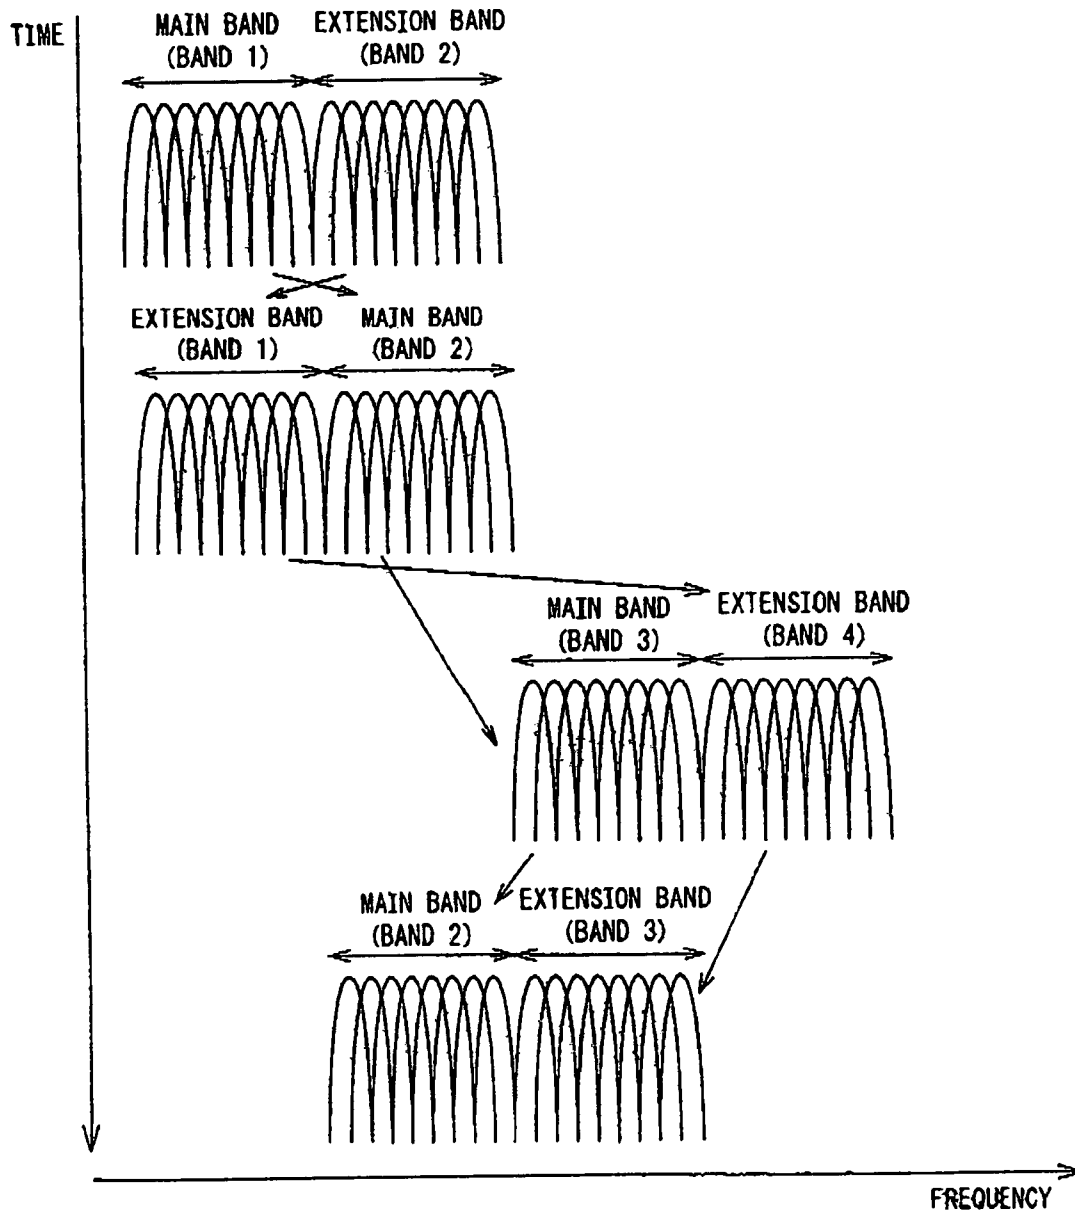 TIME
MAIN BAND
(BAND 1)
EXTENSION BAND
(BAND 2)
EXTENSION BAND
(BAND 1)
MAIN BAND
(BAND 2)
MAIN BAND
(BAND 3)
EXTENSION BAND
(BAND 4)
MAIN BAND
(BAND 2)
EXTENSION BAND
(BAND 3)
FREQUENCY